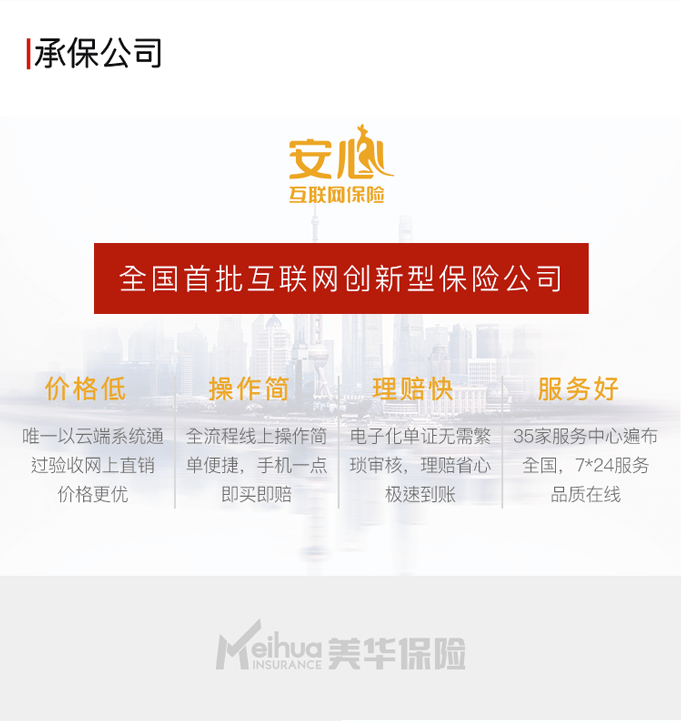 承保公司
安心
互联网保险
全国首批互联网创新型保险公司
价格低
唯一以云端系统通
过验收网上直销
价格更优
操作简
全流程线上操作简
单便捷，手机一点
即买即赔
理赔快
电子化单证无需繁
琐审核，理赔省心
极速到账
服务好
35家服务中心遍布
全国，7*24服务
品质在线
Meihua 美华保险
INSURANCE